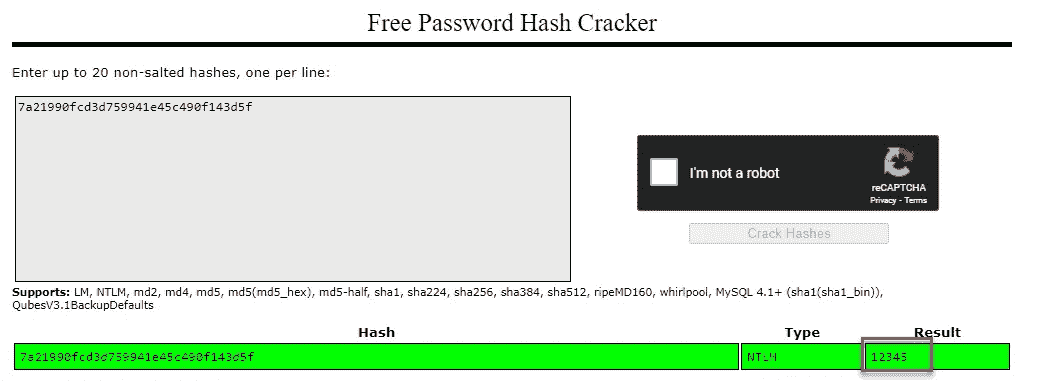 Free Password Hash Cracker
Enter up to 20 non-salted hashes, one per line:
7a21990fcd3d759941e45c490f143d5f
I'm not a robot
reCAPTCHA
Privacy - Terms
Crack Hashes
Supports: LM, NTLM, md2, md4, md5, md5(md5_hex), md5-half, sha1, sha224, sha256, sha384, sha512, ripeMD160, whirlpool, MySQL 4.1+ (sha1(sha1_bin)),
QubesV3.1BackupDefaults
Hash Type Result
7a21990fcd3d759941e45c490f143d5f NTLM 12345